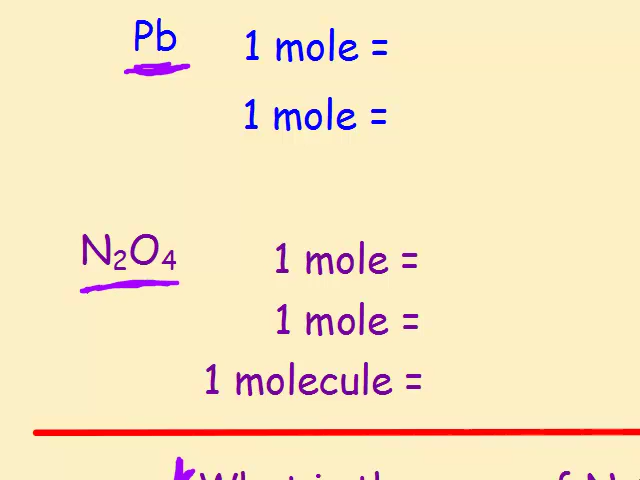 Pb 1 mole =
1 mole =
N₂O₄ 1 mole =
1 mole =
1 molecule =